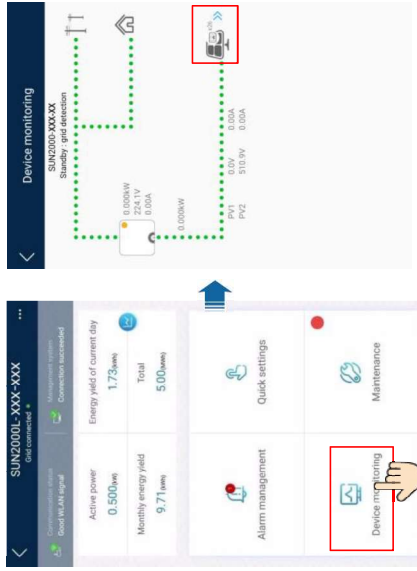 SUN2000L-XXX-XXX
Grid connected
Communication status
Good WLAN signal
Management system
Connection succeeded
Active power
0.500(kW)
Energy yield of current day
1.73(kWh)
Monthly energy yield
9.71(kWh)
Total
5.00(kWh)
Alarm management
Quick settings
Device monitoring
Maintenance
Device monitoring
SUN2000-XXX-XX
Standby : grid detection
0.000kW
224.1V
0.00A
0.000kW
PV1 0.0V 0.00A
PV2 510.9V 0.00A